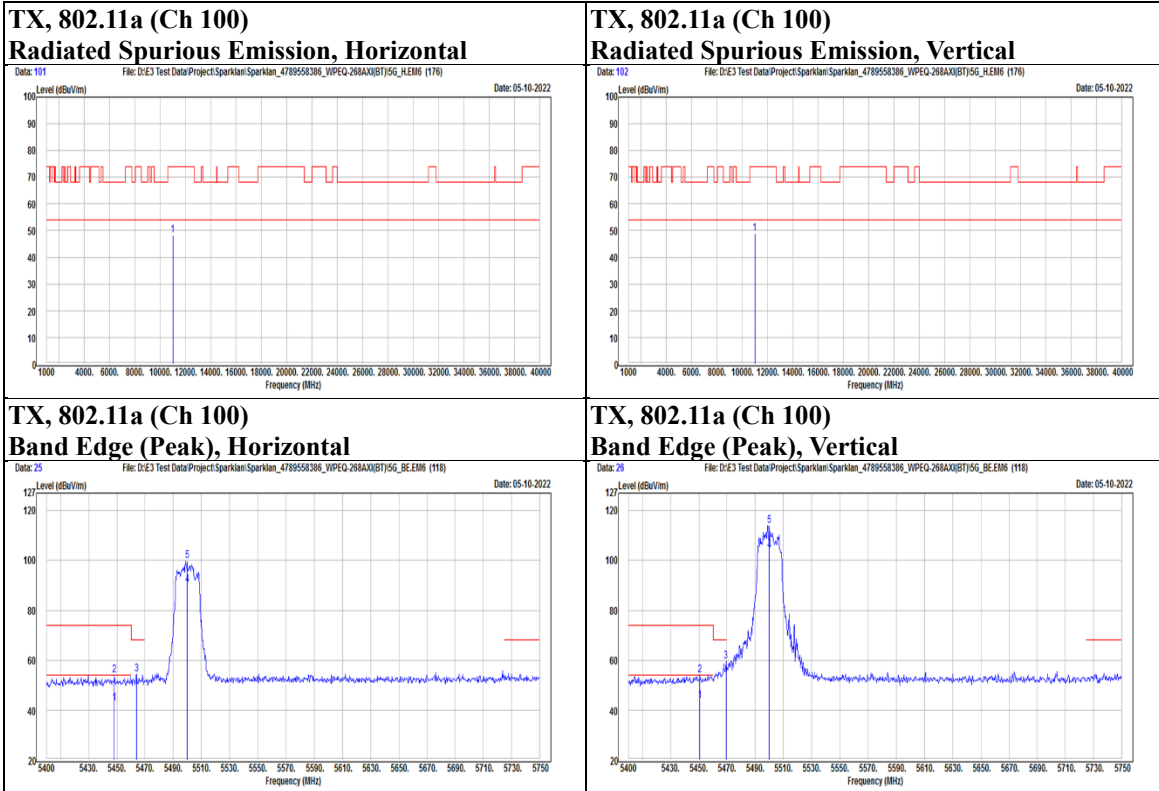 TX, 802.11a (Ch 100)
Radiated Spurious Emission, Horizontal
Data: 101 File: D:\E3 Test Data\Project\Sparklan\Sparklan_4789558386_WPEQ-268AXI(BT)\5G_H.EM6 (176)
Level (dBuV/m)
Date: 05-10-2022
100
90
80
70
60
50
40
30
20
10
0
1
1000 4000. 6000. 8000. 10000. 12000. 14000. 16000. 18000. 20000. 22000. 24000. 26000. 28000. 30000. 32000. 34000. 36000. 38000. 40000
Frequency (MHz)
TX, 802.11a (Ch 100)
Radiated Spurious Emission, Vertical
Data: 102 File: D:\E3 Test Data\Project\Sparklan\Sparklan_4789558386_WPEQ-268AXI(BT)\5G_H.EM6 (176)
Level (dBuV/m)
Date: 05-10-2022
100
90
80
70
60
50
40
30
20
10
0
1
1000 4000. 6000. 8000. 10000. 12000. 14000. 16000. 18000. 20000. 22000. 24000. 26000. 28000. 30000. 32000. 34000. 36000. 38000. 40000
Frequency (MHz)
TX, 802.11a (Ch 100)
Band Edge (Peak), Horizontal
Data: 25 File: D:\E3 Test Data\Project\Sparklan\Sparklan_4789558386_WPEQ-268AXI(BT)\5G_BE.EM6 (118)
Level (dBuV/m)
Date: 05-10-2022
127
120
100
80
60
40
20
5
4
2
3
1
5400 5430. 5450. 5470. 5490. 5510. 5530. 5550. 5570. 5590. 5610. 5630. 5650. 5670. 5690. 5710. 5730. 5750
Frequency (MHz)
TX, 802.11a (Ch 100)
Band Edge (Peak), Vertical
Data: 26 File: D:\E3 Test Data\Project\Sparklan\Sparklan_4789558386_WPEQ-268AXI(BT)\5G_BE.EM6 (118)
Level (dBuV/m)
Date: 05-10-2022
127
120
100
80
60
40
20
5
4
2
3
1
5400 5430. 5450. 5470. 5490. 5510. 5530. 5550. 5570. 5590. 5610. 5630. 5650. 5670. 5690. 5710. 5730. 5750
Frequency (MHz)